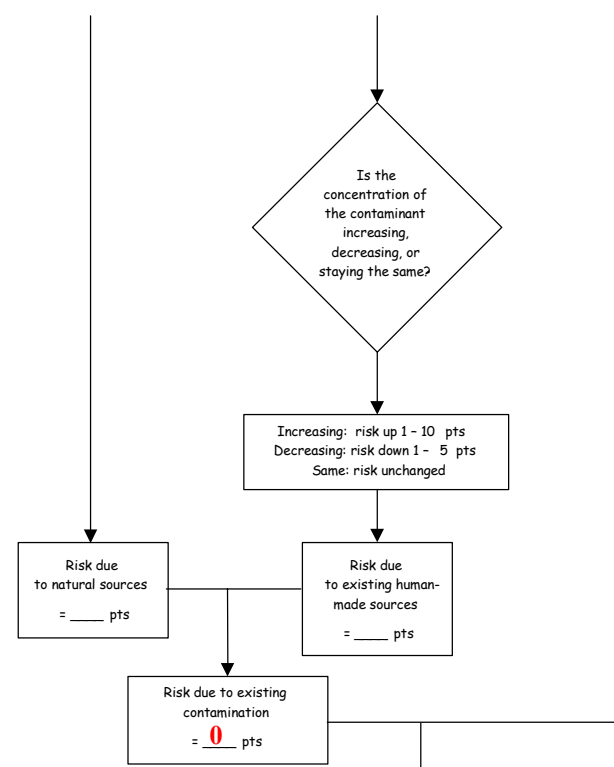 Is the
concentration of
the contaminant
increasing,
decreasing, or
staying the same?
Increasing: risk up 1 – 10 pts
Decreasing: risk down 1 – 5 pts
Same: risk unchanged
Risk due
to natural sources
= ____ pts
Risk due
to existing human-
made sources
= ____ pts
Risk due to existing
contamination
= __0__ pts